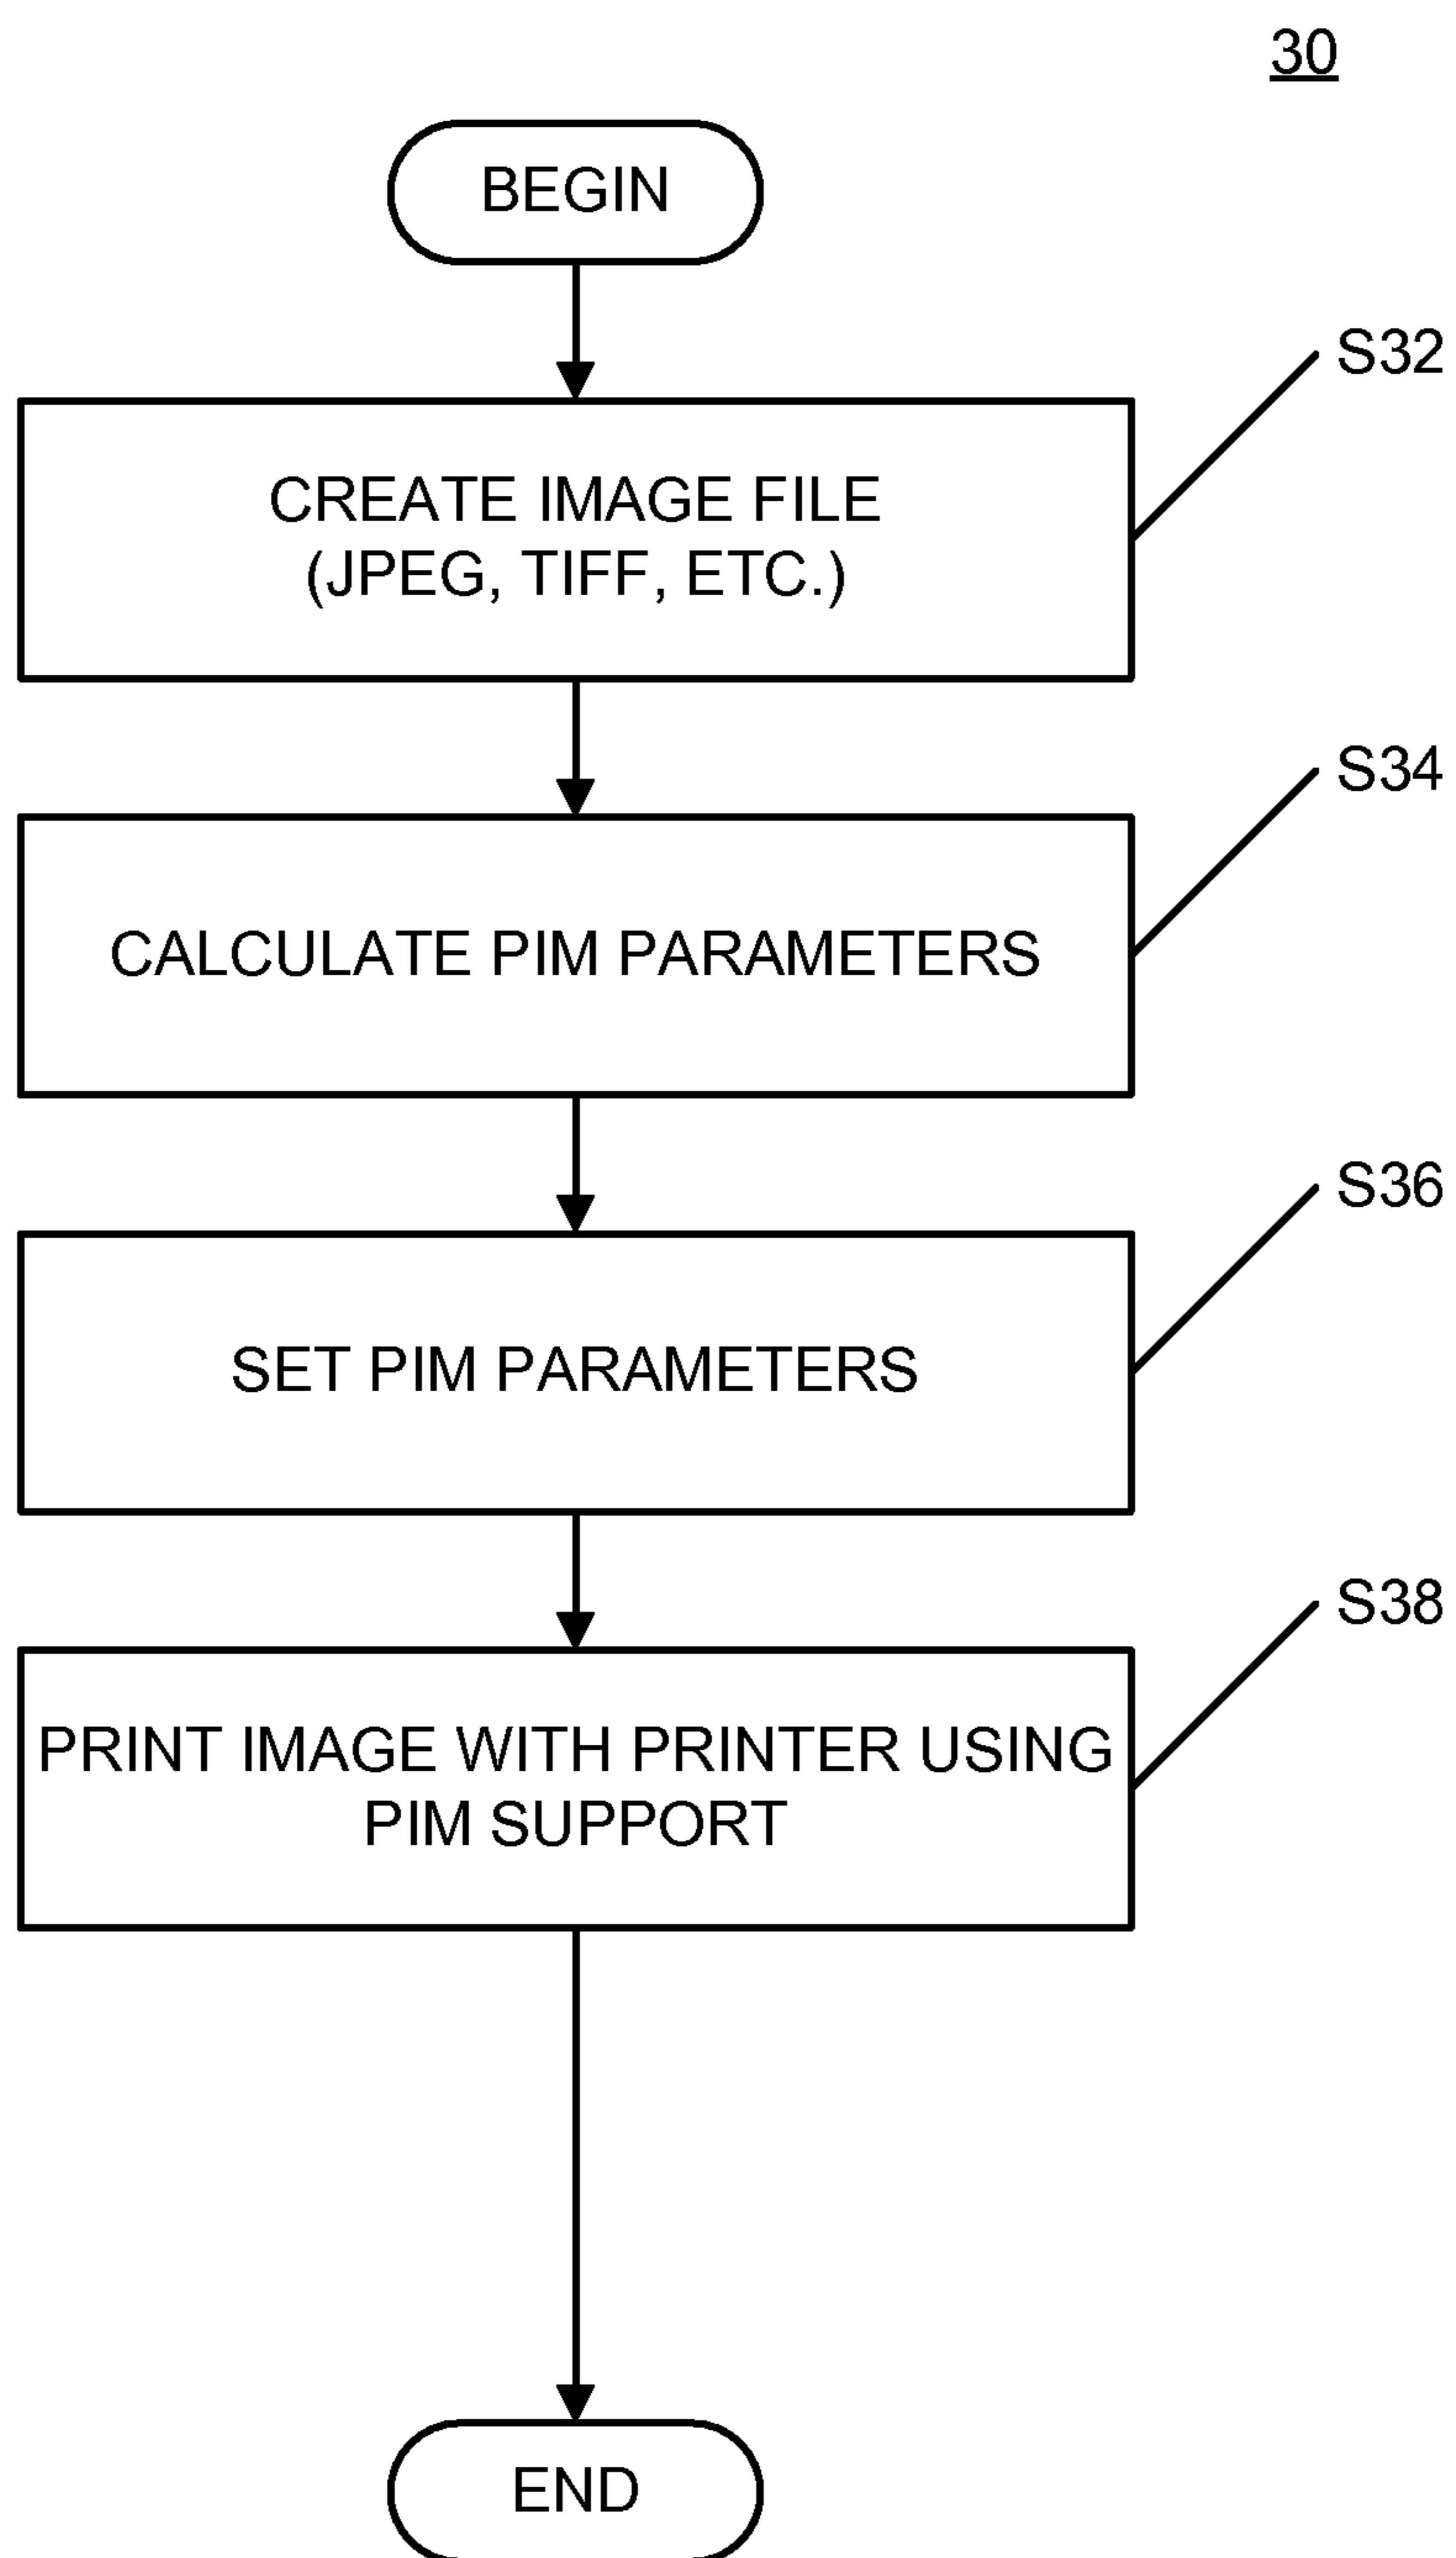 30
BEGIN
S32
CREATE IMAGE FILE
(JPEG, TIFF, ETC.)
S34
CALCULATE PIM PARAMETERS
S36
SET PIM PARAMETERS
S38
PRINT IMAGE WITH PRINTER USING
PIM SUPPORT
END